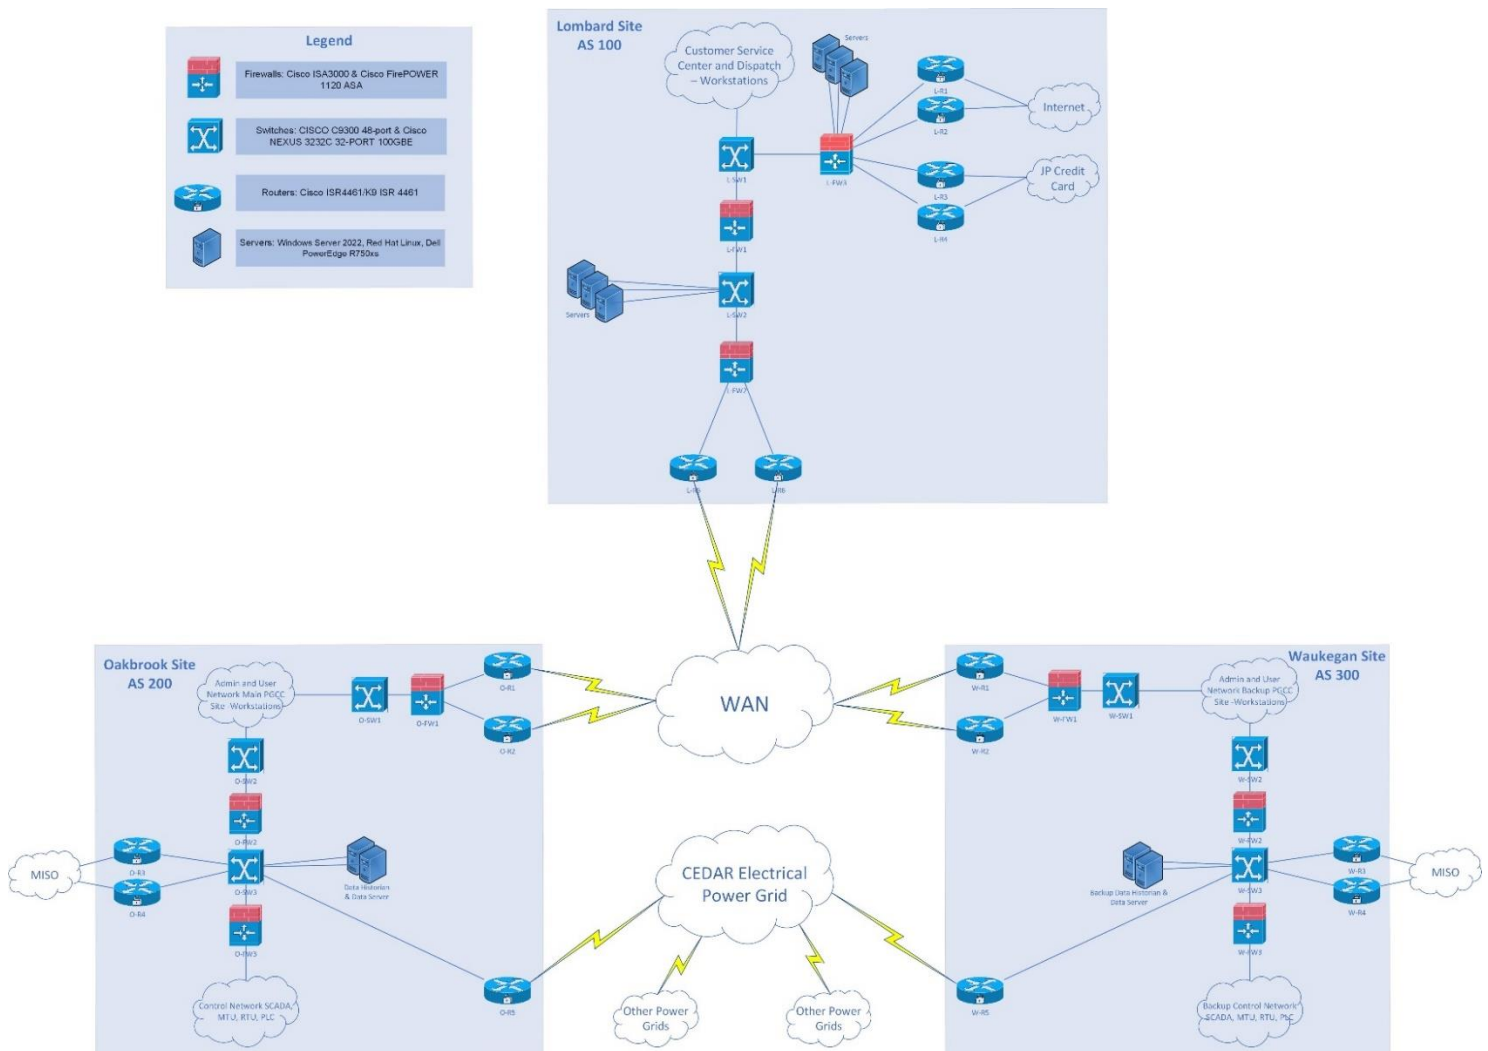 Legend
Firewalls: Cisco ISA3000 & Cisco FirePOWER
1120 ASA
Switches: CISCO C9300 48-port & Cisco
NEXUS 3232C 32-PORT 100GBE
Routers: Cisco ISR4461/K9 ISR 4461
Servers: Windows Server 2022, Red Hat Linux, Dell
PowerEdge R750xs
Lombard Site
AS 100
Customer Service
Center and Dispatch
– Workstations
Servers
L-R1
L-R2
Internet
L-SW1
L-FW3
L-R3
L-R4
JP Credit
Card
L-FW1
Servers
L-SW2
L-FW2
L-R5
L-R6
Oakbrook Site
AS 200
Admin and User
Network Main PGCC
Site -Workstations
O-SW1
O-FW1
O-R1
O-R2
O-SW2
O-FW2
MISO
O-R3
O-R4
O-SW3
Data Historian
& Data Server
O-FW3
Control Network SCADA,
MTU, RTU, PLC
O-R5
WAN
CEDAR Electrical
Power Grid
Other Power
Grids
Other Power
Grids
Waukegan Site
AS 300
W-R1
W-R2
W-FW1
W-SW1
Admin and User
Network Backup PGCC
Site -Workstations
W-SW2
W-FW2
Backup Data Historian &
Data Server
W-SW3
W-R3
W-R4
MISO
W-FW3
W-R5
Backup Control Network
SCADA, MTU, RTU, PLC